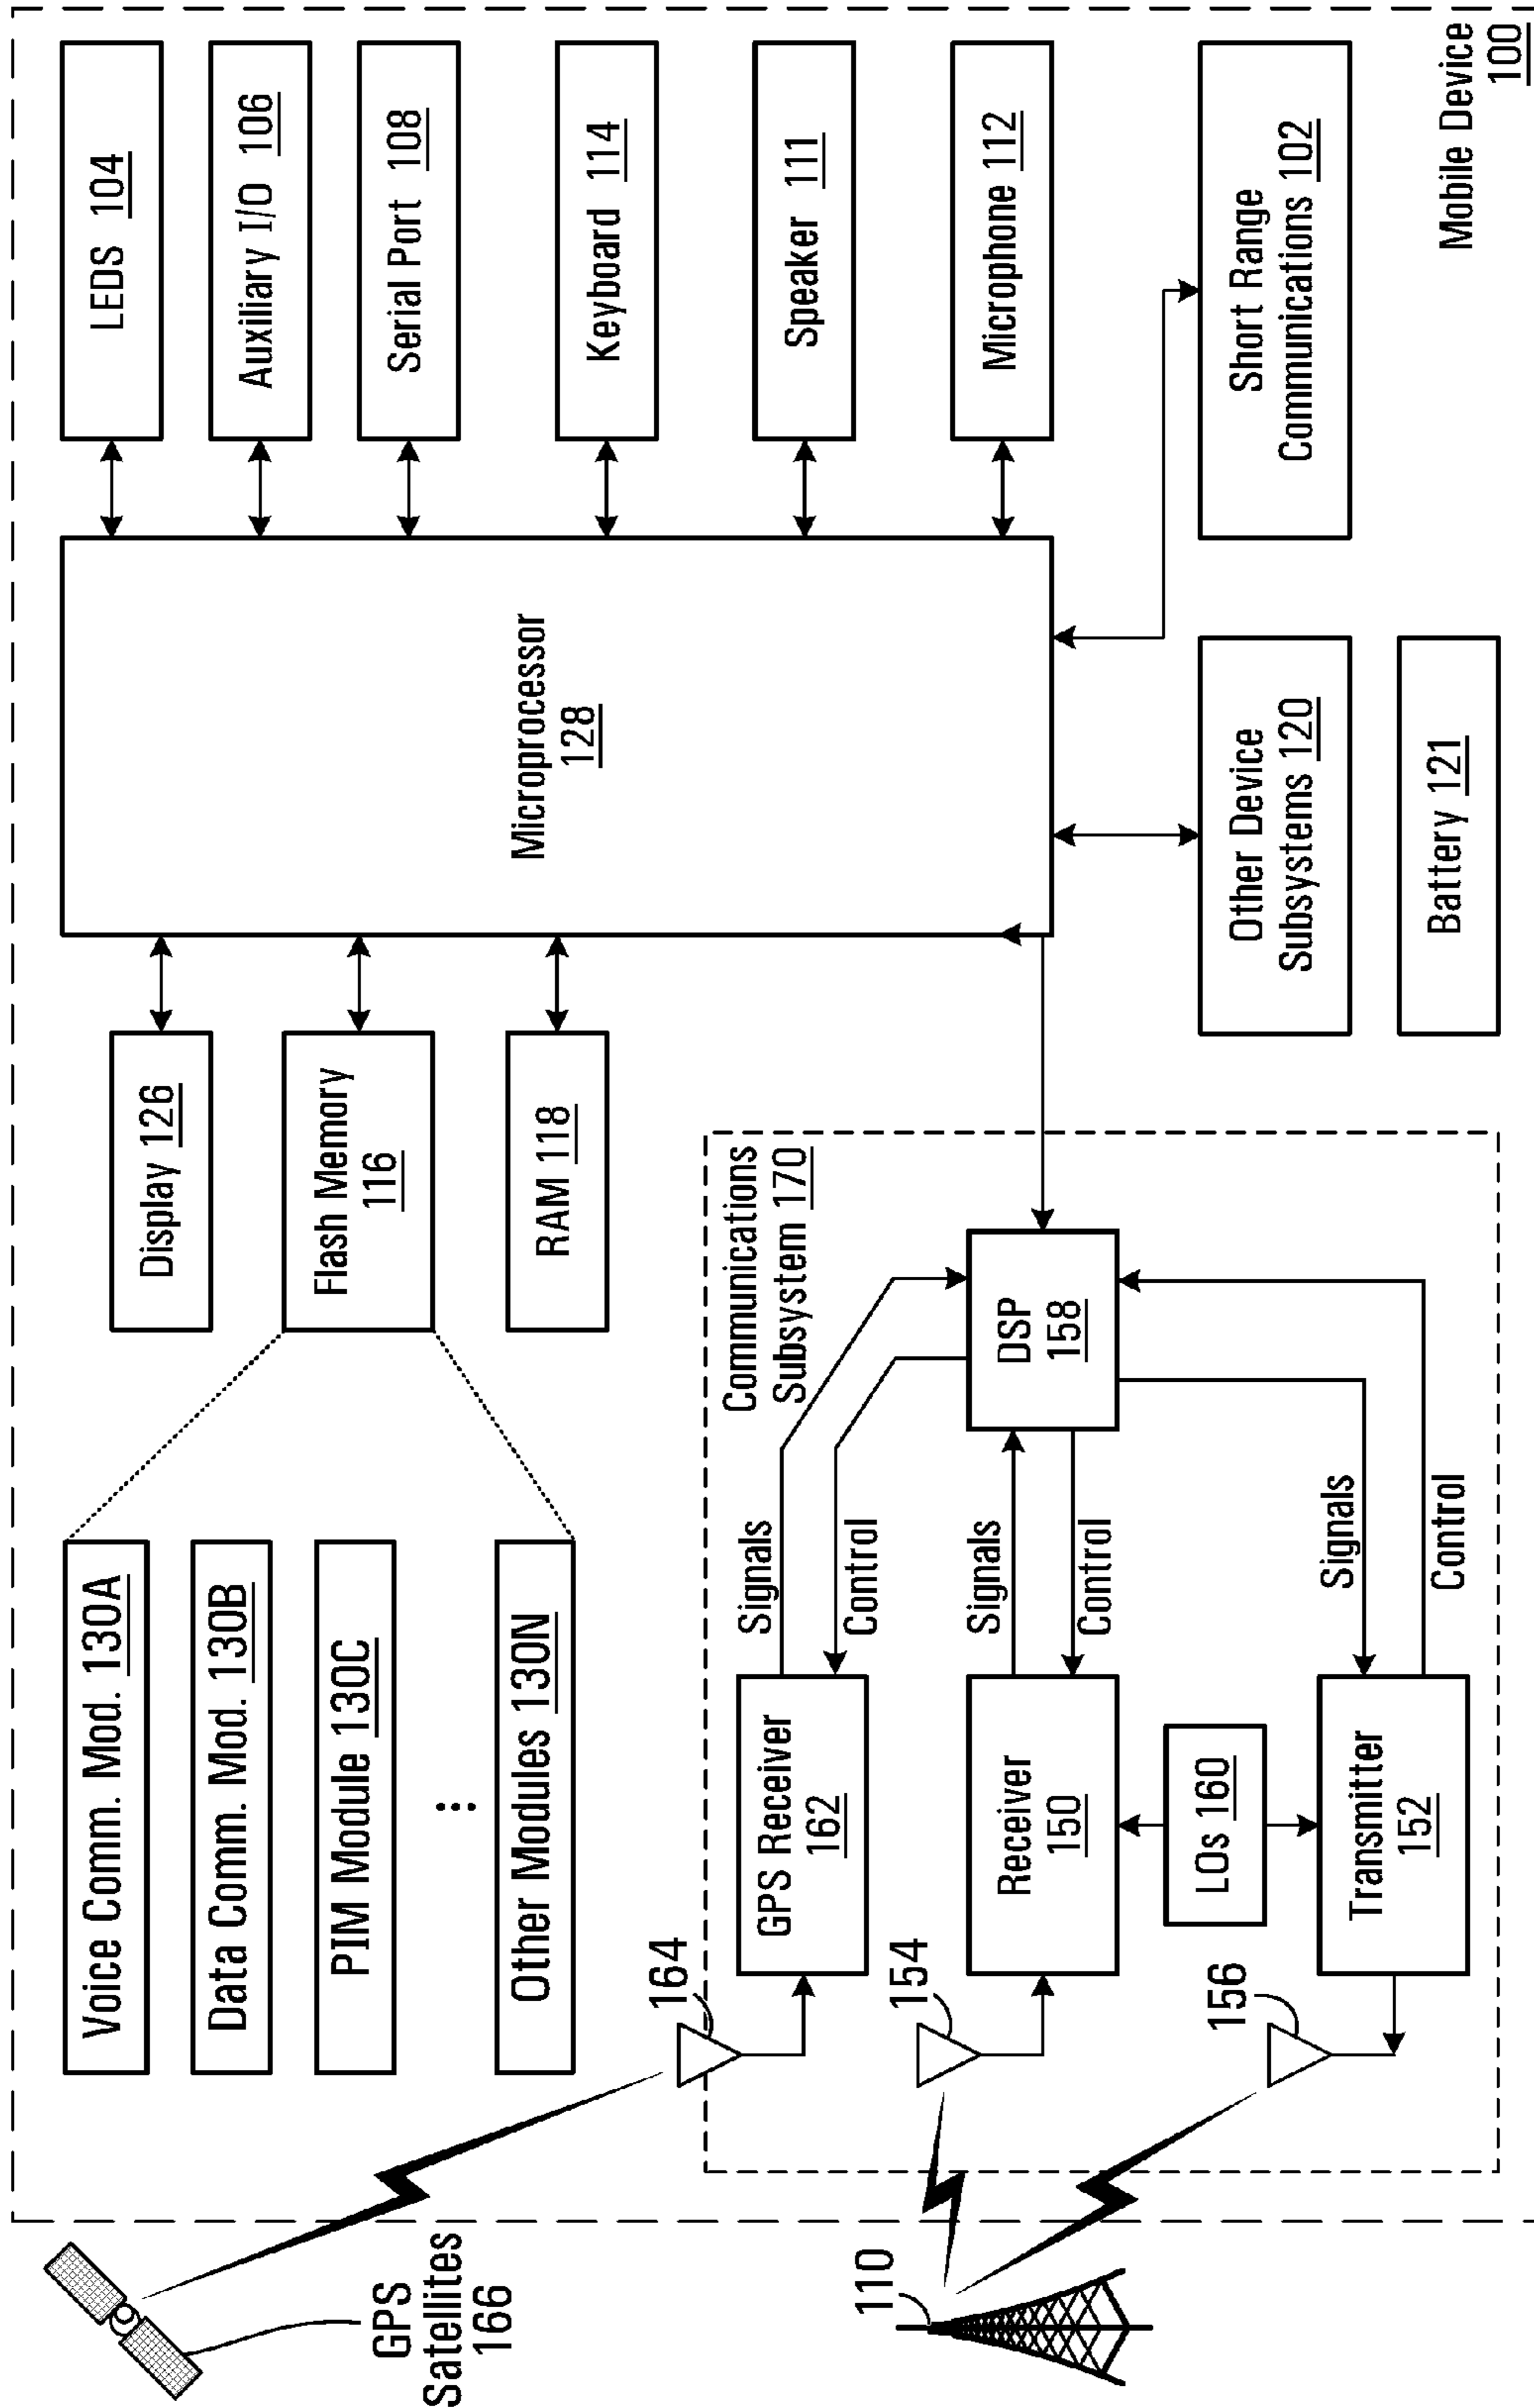 GPS
Satellites
166
110
Voice Comm. Mod. 130A
Data Comm. Mod. 130B
PIM Module 130C
⋮
Other Modules 130N
Display 126
Flash Memory
116
RAM 118
Microprocessor
128
LEDS 104
Auxiliary I/O 106
Serial Port 108
Keyboard 114
Speaker 111
Microphone 112
Short Range
Communications 102
Other Device
Subsystems 120
Battery 121
Communications
Subsystem 170
164
GPS Receiver
162
Signals
Control
154
Receiver
150
Signals
Control
DSP
158
LOs 160
156
Transmitter
152
Signals
Control
Mobile Device
100